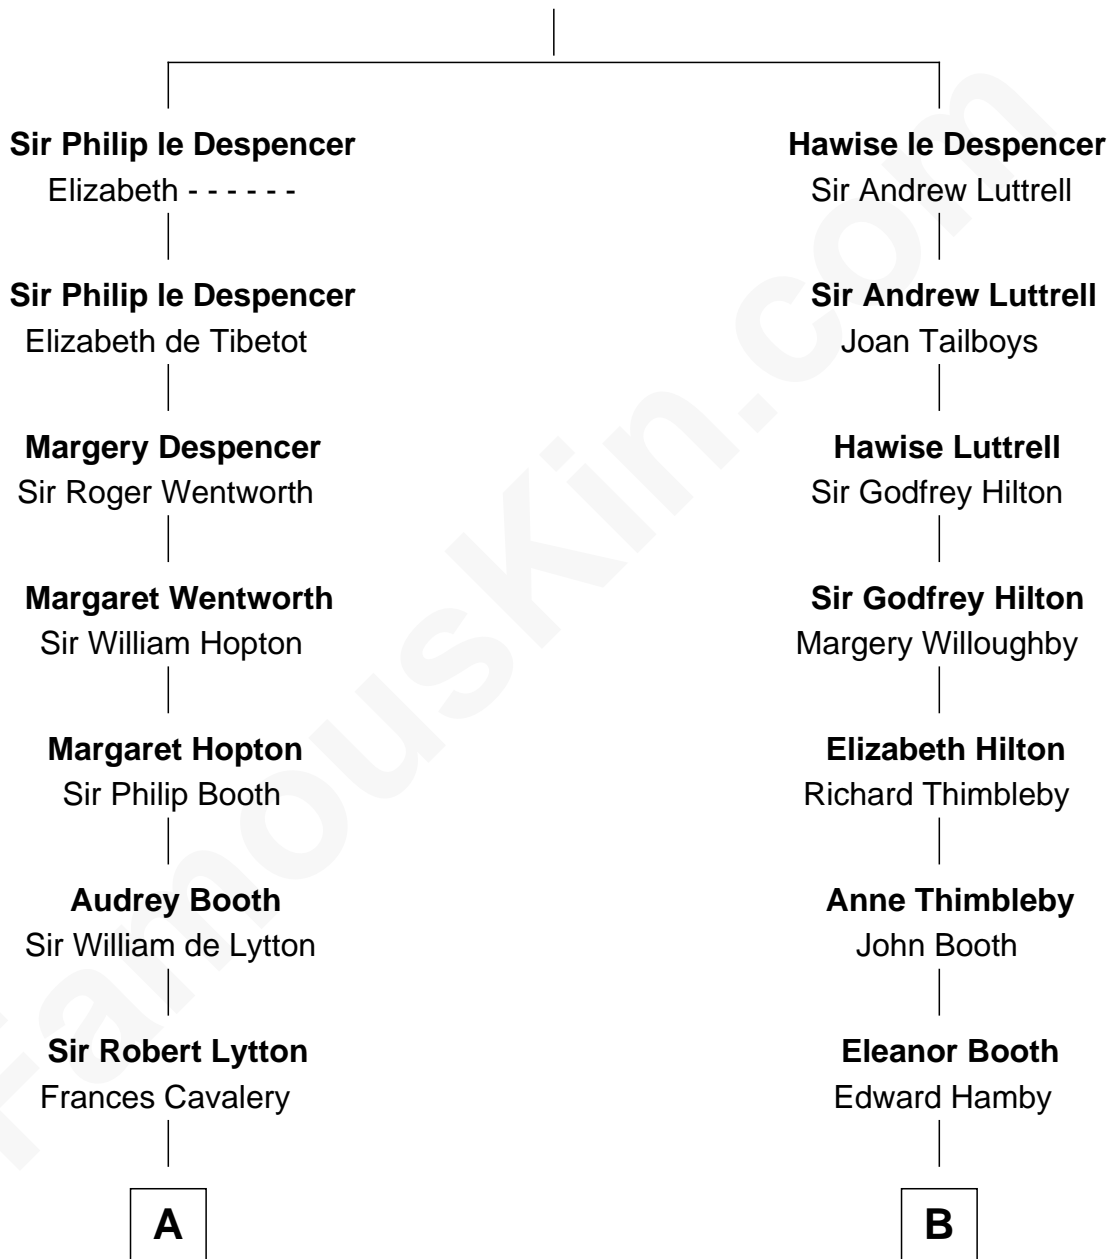 Sir Philip le Despencer
Elizabeth - - - - - -
Sir Philip le Despencer
Elizabeth de Tibetot
Margery Despencer
Sir Roger Wentworth
Margaret Wentworth
Sir William Hopton
Margaret Hopton
Sir Philip Booth
Audrey Booth
Sir William de Lytton
Sir Robert Lytton
Frances Cavalery
A
Hawise le Despencer
Sir Andrew Luttrell
Sir Andrew Luttrell
Joan Tailboys
Hawise Luttrell
Sir Godfrey Hilton
Sir Godfrey Hilton
Margery Willoughby
Elizabeth Hilton
Richard Thimbleby
Anne Thimbleby
John Booth
Eleanor Booth
Edward Hamby
B
FamousKin.com